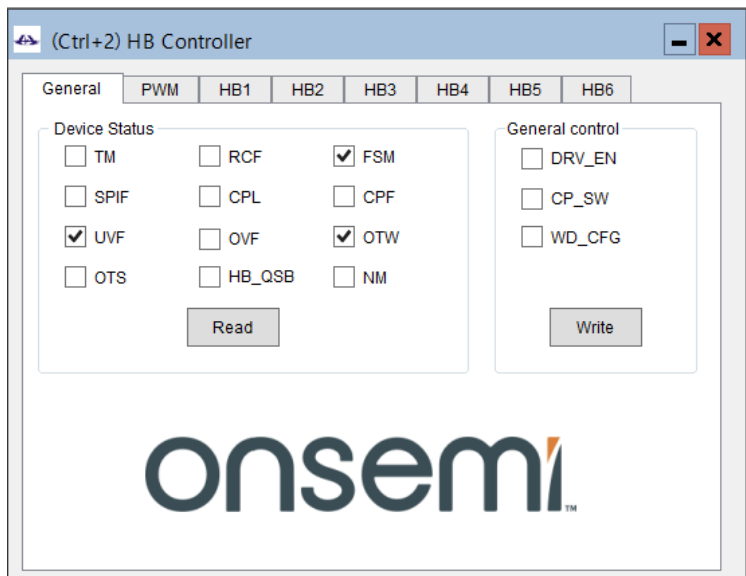 (Ctrl+2) HB Controller
General PWM HB1 HB2 HB3 HB4 HB5 HB6
Device Status
General control
TM RCF FSM
DRV_EN
SPIF CPL CPF
CP_SW
UVF OVF OTW
WD_CFG
OTS HB_QSB NM
Read
Write
onsemi
TM